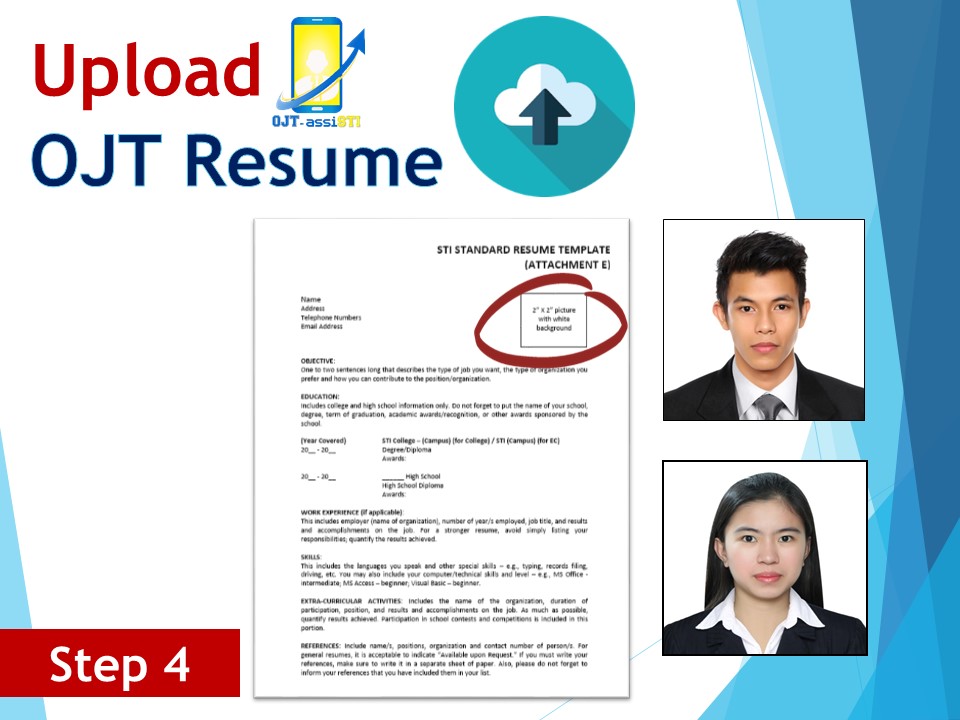 Upload
OJT-assiSTI
OJT Resume
STI STANDARD RESUME TEMPLATE
(ATTACHMENT E)
Name
Address
Telephone Numbers
Email Address
2" X 2" picture
with white
background
OBJECTIVE:
One to two sentences long that describes the type of job you want, the type of organization you
prefer and how you can contribute to the position/organization.
EDUCATION:
Includes college and high school information only. Do not forget to put the name of your school,
degree, term of graduation, academic awards/recognition, or other awards sponsored by the
school.
(Year Covered) STI College – (Campus) (for College) / STI (Campus) (for EC)
20__ - 20__ Degree/Diploma
Awards:
20__ - 20__ ______ High School
High School Diploma
Awards:
WORK EXPERIENCE (if applicable):
This includes employer (name of organization), number of year/s employed, job title, and results
and accomplishments on the job. For a stronger resume, avoid simply listing your
responsibilities; quantify the results achieved.
SKILLS:
This includes the languages you speak and other special skills – e.g., typing, records filing,
driving, etc. You may also include your computer/technical skills and level – e.g., MS Office -
intermediate; MS Access – beginner; Visual Basic – beginner.
EXTRA-CURRICULAR ACTIVITIES: Includes the name of the organization, duration of
participation, position, and results and accomplishments on the job. As much as possible,
quantify results achieved. Participation in school contests and competitions is included in this
portion.
REFERENCES: Include name/s, positions, organization and contact number of person/s. For
general resumes, it is acceptable to indicate "Available upon Request." If you must write your
references, make sure to write it in a separate sheet of paper. Also, please do not forget to
inform your references that you have included them in your list.
Step 4